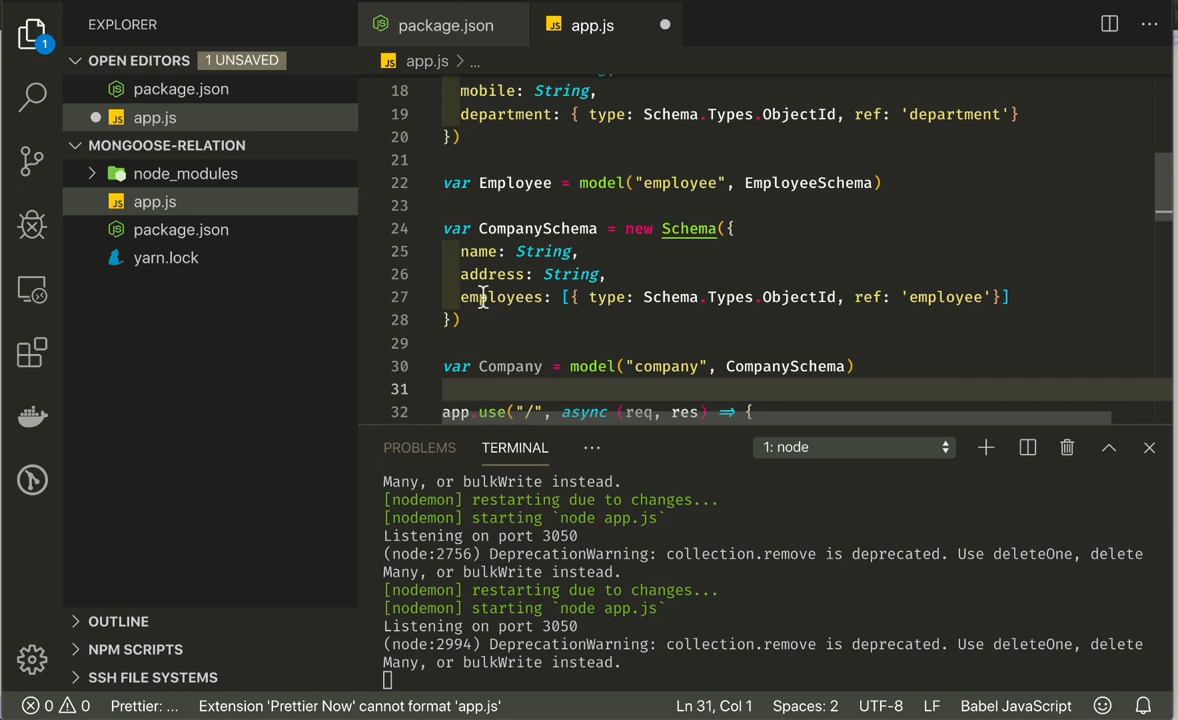 EXPLORER
OPEN EDITORS 1 UNSAVED
package.json
JS app.js
MONGOOSE-RELATION
node_modules
JS app.js
package.json
yarn.lock
OUTLINE
NPM SCRIPTS
SSH FILE SYSTEMS
1
package.json
JS app.js
JS app.js > ...
18 mobile: String,
19 department: { type: Schema.Types.ObjectId, ref: 'department'}
20 })
21
22 var Employee = model("employee", EmployeeSchema)
23
24 var CompanySchema = new Schema({
25 name: String,
26 address: String,
27 employees: [{ type: Schema.Types.ObjectId, ref: 'employee'}]
28 })
29
30 var Company = model("company", CompanySchema)
31
32 app.use("/", async (req, res) => {
PROBLEMS TERMINAL ... 1: node
Many, or bulkWrite instead.
[nodemon] restarting due to changes...
[nodemon] starting `node app.js`
Listening on port 3050
(node:2756) DeprecationWarning: collection.remove is deprecated. Use deleteOne, delete
Many, or bulkWrite instead.
[nodemon] restarting due to changes...
[nodemon] starting `node app.js`
Listening on port 3050
(node:2994) DeprecationWarning: collection.remove is deprecated. Use deleteOne, delete
Many, or bulkWrite instead.
0 0 Prettier: ... Extension 'Prettier Now' cannot format 'app.js' Ln 31, Col 1 Spaces: 2 UTF-8 LF Babel JavaScript